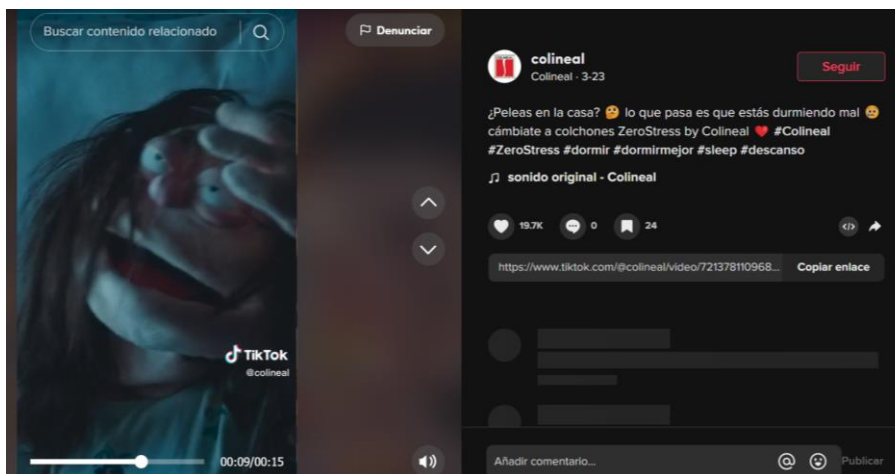 Buscar contenido relacionado
Denunciar
TikTok
@colineal
00:09/00:15
colineal
Colineal · 3-23
Seguir
¿Peleas en la casa? 🤔 lo que pasa es que estás durmiendo mal 😕
cámbiate a colchones ZeroStress by Colineal ❤️ #Colineal
#ZeroStress #dormir #dormirmejor #sleep #descanso
sonido original - Colineal
19.7K 0 24
https://www.tiktok.com/@colineal/video/721378110968...
Copiar enlace
Añadir comentario...
Publicar